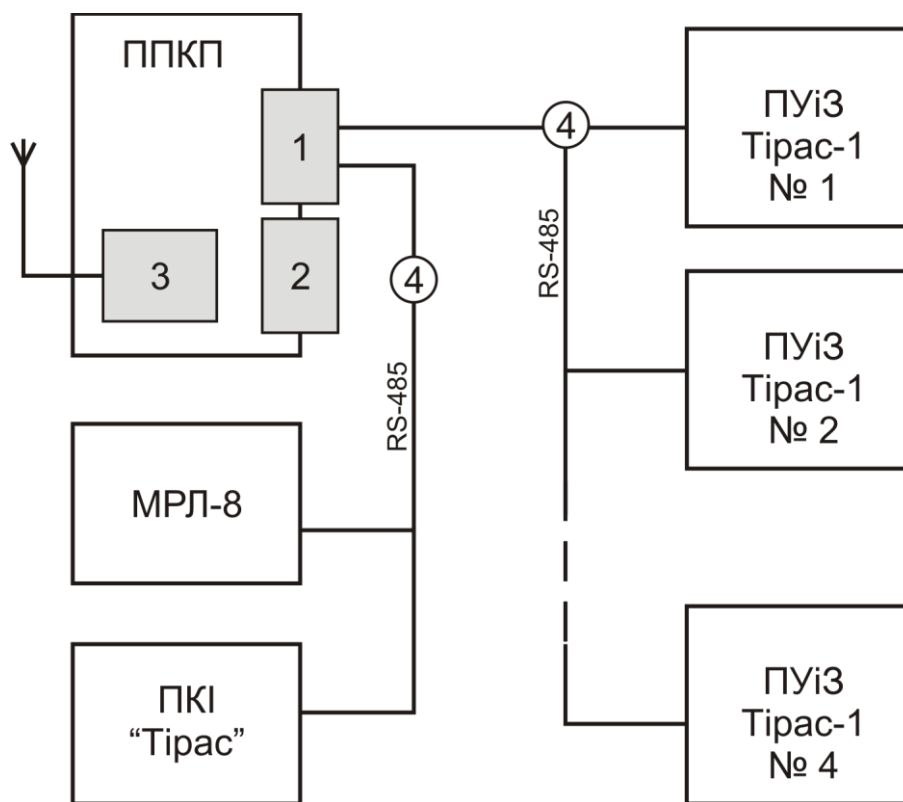 ППКП
1
2
3
4
4
RS-485
RS-485
МРЛ-8
ПКІ
“Тірас”
ПУіЗ
Тірас-1
№ 1
ПУіЗ
Тірас-1
№ 2
ПУіЗ
Тірас-1
№ 4